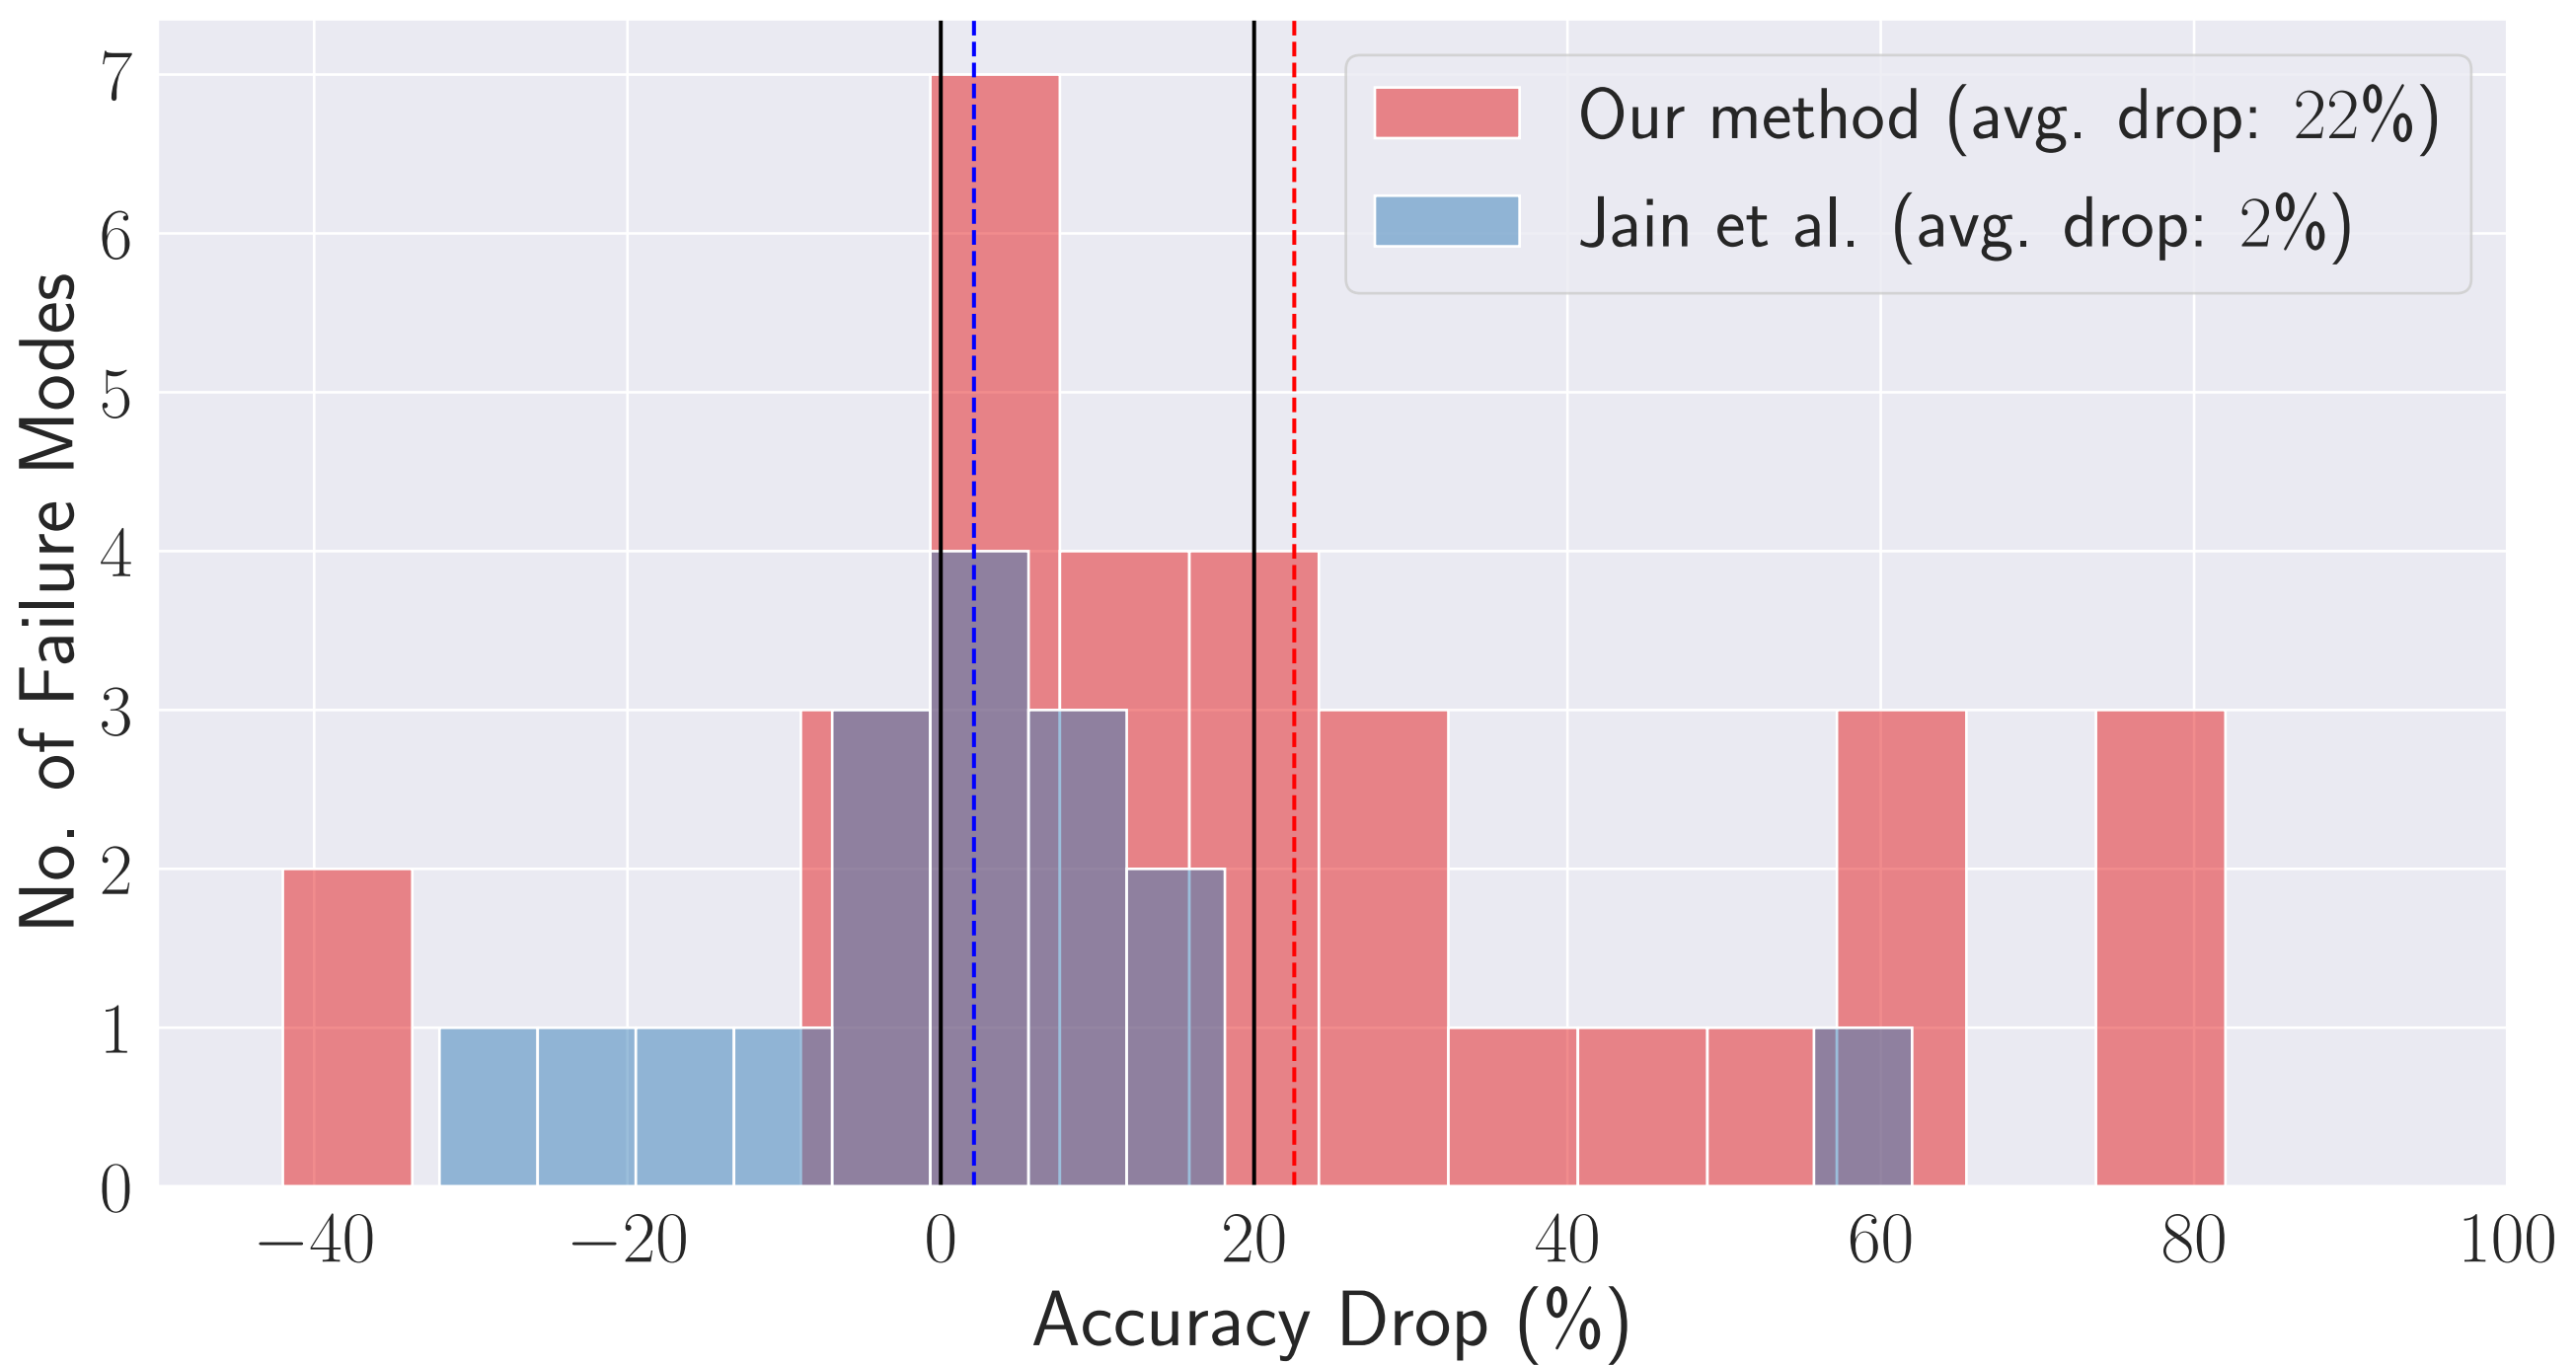 Our method (avg. drop: 22%)
Jain et al. (avg. drop: 2%)
No. of Failure Modes
7
6
5
4
3
2
1
0
−40 −20 0 20 40 60 80 100
Accuracy Drop (%)